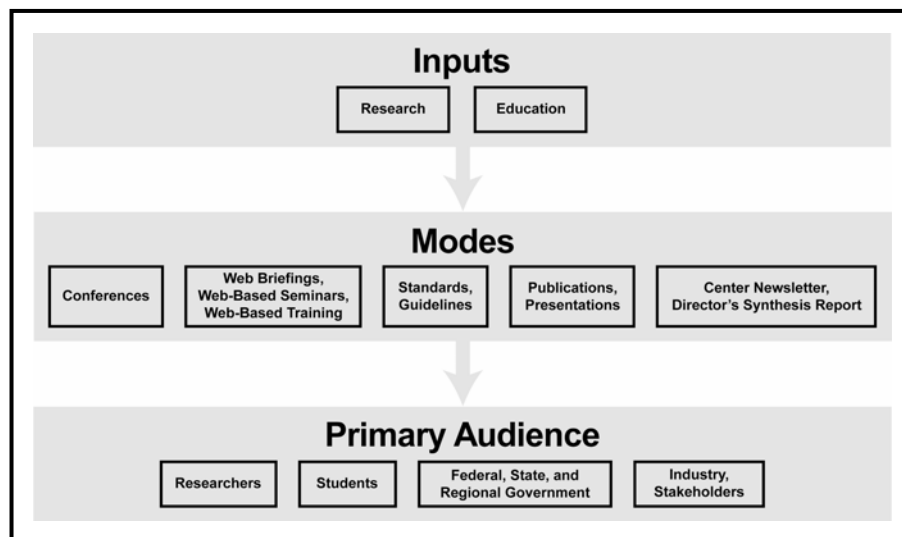 Inputs
Research
Education
Modes
Conferences
Web Briefings,
Web-Based Seminars,
Web-Based Training
Standards,
Guidelines
Publications,
Presentations
Center Newsletter,
Director’s Synthesis Report
Primary Audience
Researchers
Students
Federal, State, and
Regional Government
Industry,
Stakeholders